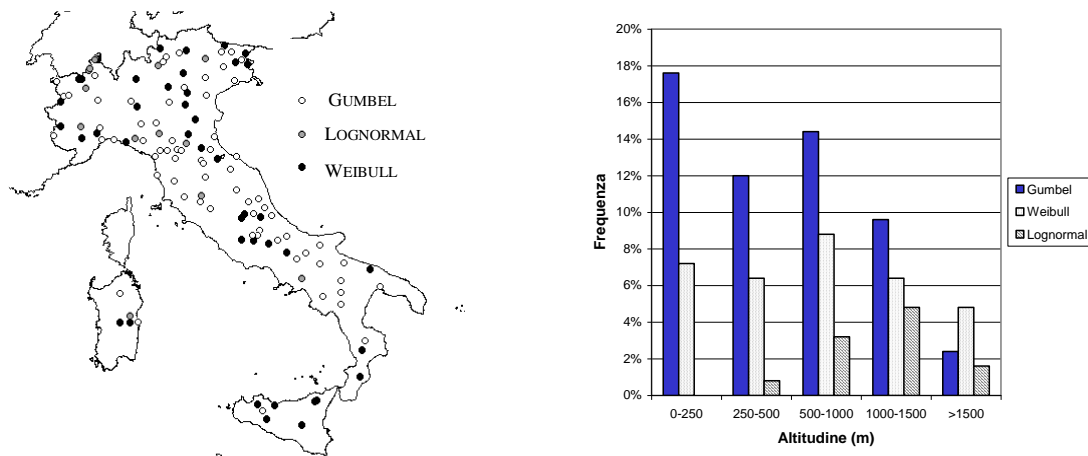 GUMBEL
LOGNORMAL
WEIBULL
20%
18%
16%
14%
12%
10%
8%
6%
4%
2%
0%
Frequenza
0-250 250-500 500-1000 1000-1500 >1500
Altitudine (m)
Gumbel
Weibull
Lognormal